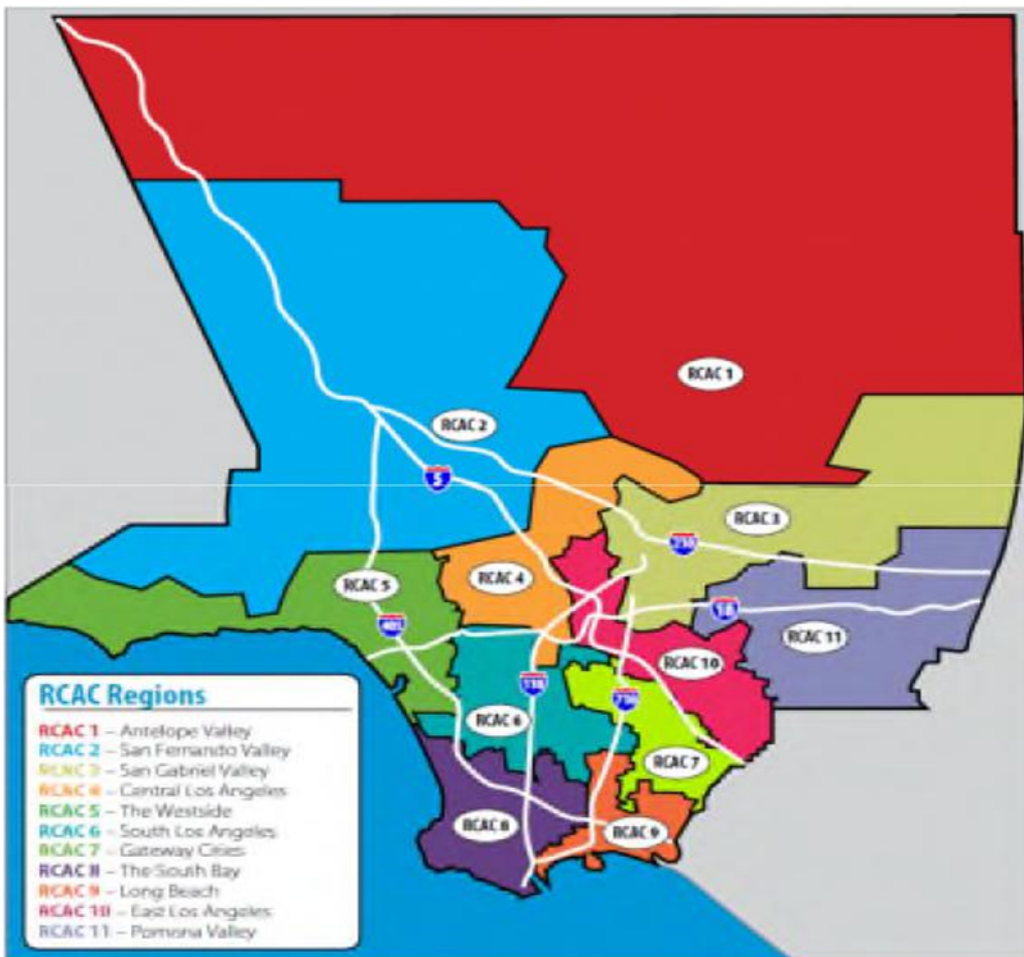 RCAC 1
RCAC 2
5
RCAC 3
210
RCAC 4
RCAC 5
405
10
RCAC 11
RCAC 10
110
710
RCAC 6
RCAC 7
RCAC 8
RCAC 9
RCAC Regions
RCAC 1 – Antelope Valley
RCAC 2 – San Fernando Valley
RCAC 3 – San Gabriel Valley
RCAC 4 – Central Los Angeles
RCAC 5 – The Westside
RCAC 6 – South Los Angeles
RCAC 7 – Gateway Cities
RCAC 8 – The South Bay
RCAC 9 – Long Beach
RCAC 10 – East Los Angeles
RCAC 11 – Pomona Valley